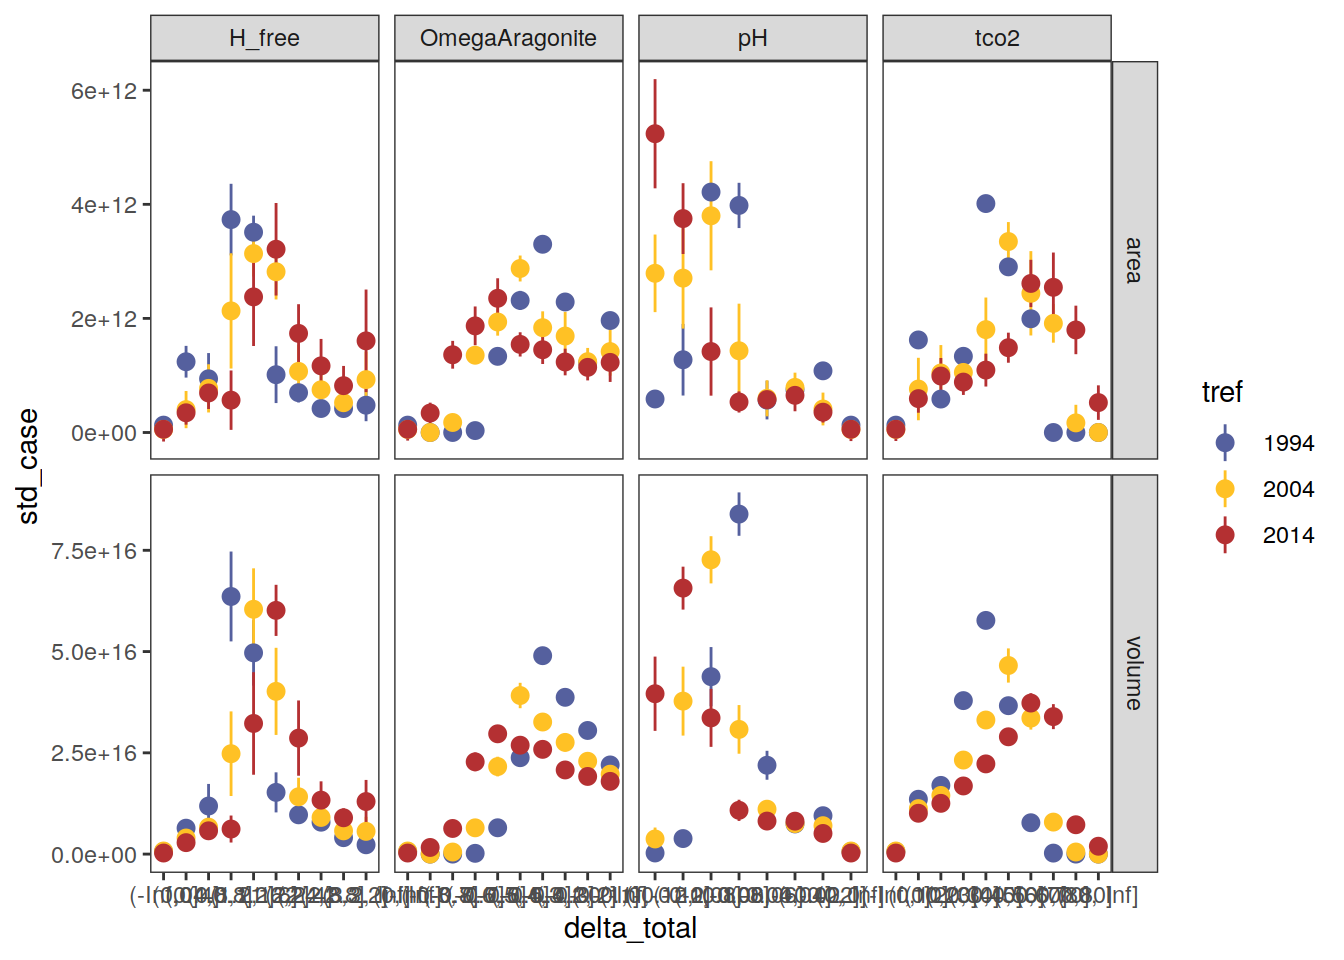 H_free OmegaAragonite pH tco2
6e+12
4e+12
2e+12
0e+00
area
7.5e+16
5.0e+16
2.5e+16
0.0e+00
volume
std_case
delta_total
tref
1994
2004
2014